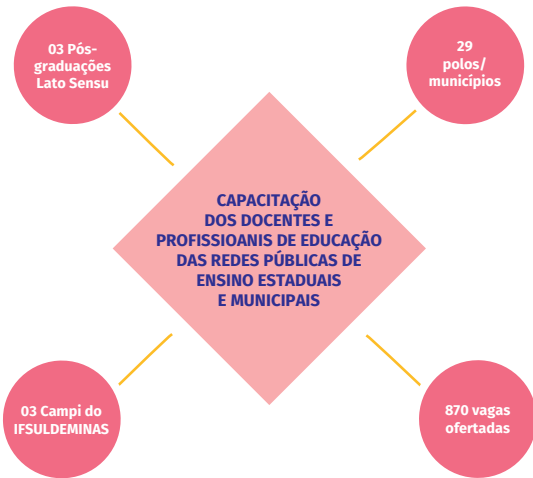 03 Pós-
graduações
Lato Sensu
29
polos/
municípios
CAPACITAÇÃO
DOS DOCENTES E
PROFISSIOANIS DE EDUCAÇÃO
DAS REDES PÚBLICAS DE
ENSINO ESTADUAIS
E MUNICIPAIS
03 Campi do
IFSULDEMINAS
870 vagas
ofertadas